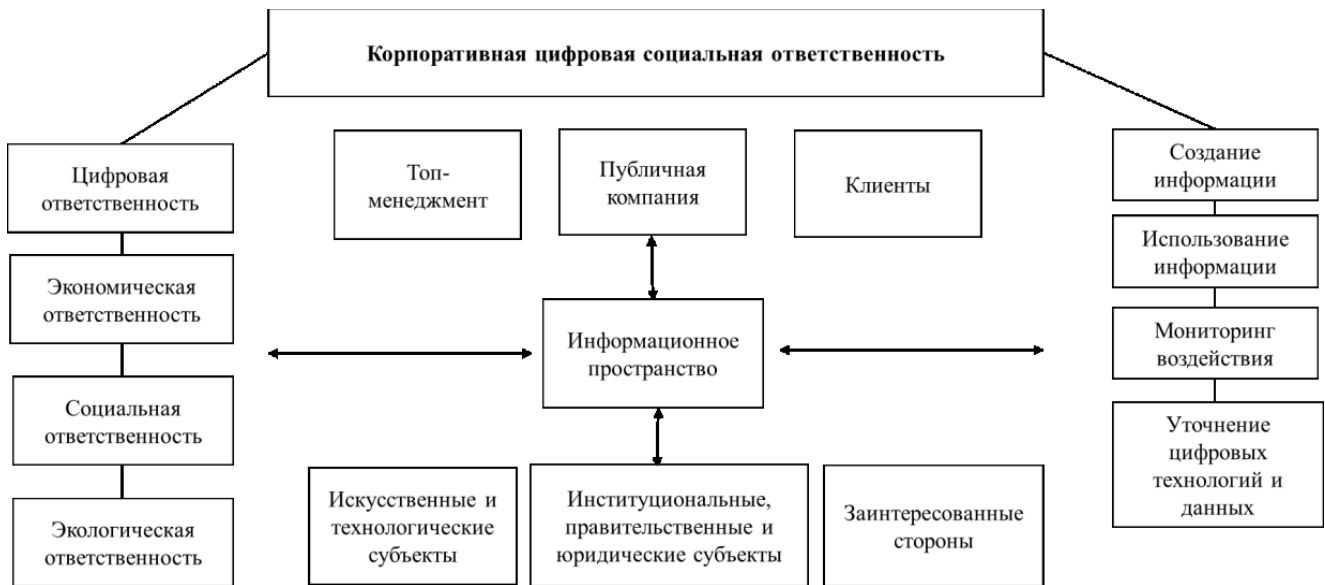 Корпоративная цифровая социальная ответственность
Цифровая
ответственность
Экономическая
ответственность
Социальная
ответственность
Экологическая
ответственность
Топ-
менеджмент
Публичная
компания
Клиенты
Информационное
пространство
Искусственные и
технологические
субъекты
Институциональные,
правительственные и
юридические субъекты
Заинтересованные
стороны
Создание
информации
Использование
информации
Мониторинг
воздействия
Уточнение
цифровых
технологий и
данных